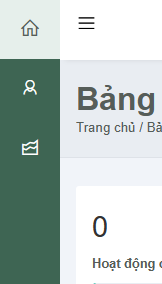 Bảng
Trang chủ / Bả
0
Hoạt động